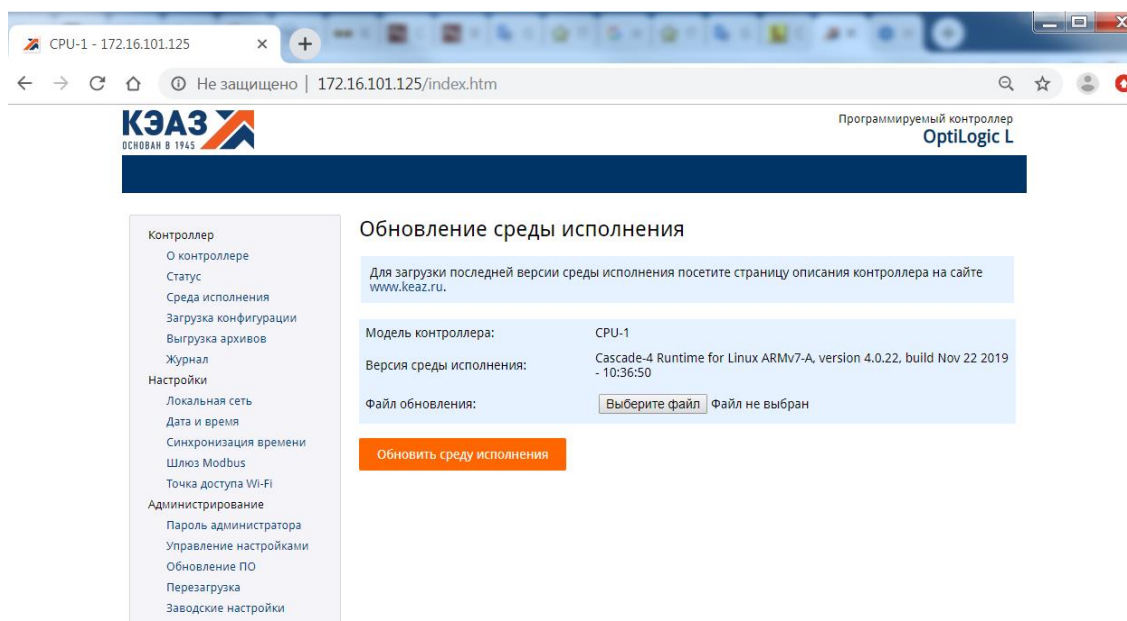 CPU-1 - 172.16.101.125
Не защищено | 172.16.101.125/index.htm
КЭАЗ
ОСНОВАН В 1945
Программируемый контроллер
OptiLogic L
Контроллер
О контроллере
Статус
Среда исполнения
Загрузка конфигурации
Выгрузка архивов
Журнал
Настройки
Локальная сеть
Дата и время
Синхронизация времени
Шлюз Modbus
Точка доступа Wi-Fi
Администрирование
Пароль администратора
Управление настройками
Обновление ПО
Перезагрузка
Заводские настройки
Обновление среды исполнения
Для загрузки последней версии среды исполнения посетите страницу описания контроллера на сайте
www.keaz.ru.
Модель контроллера: CPU-1
Версия среды исполнения: Cascade-4 Runtime for Linux ARMv7-A, version 4.0.22, build Nov 22 2019
- 10:36:50
Файл обновления: Выберите файл Файл не выбран
Обновить среду исполнения